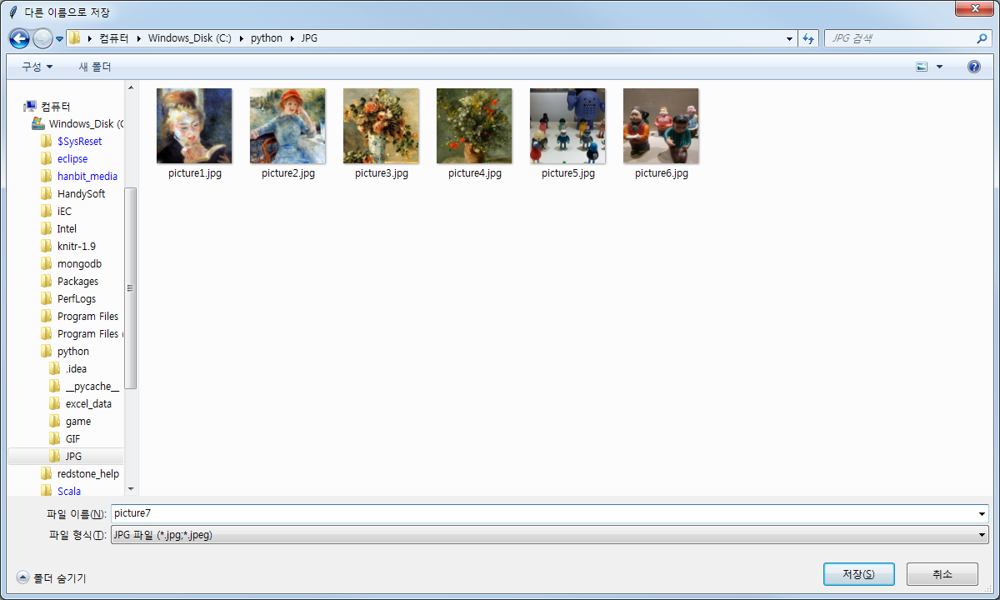 다른 이름으로 저장
컴퓨터 Windows_Disk (C:) python JPG
JPG 검색
구성 새 폴더
컴퓨터
Windows_Disk (C
$SysReset
eclipse
hanbit_media
HandySoft
iEC
Intel
knitr-1.9
mongodb
Packages
PerfLogs
Program Files
Program Files (
python
.idea
__pycache__
excel_data
game
GIF
JPG
redstone_help
Scala
picture1.jpg picture2.jpg picture3.jpg picture4.jpg picture5.jpg picture6.jpg
파일 이름(N): picture7
파일 형식(T): JPG 파일 (*.jpg;*.jpeg)
폴더 숨기기
저장(S) 취소